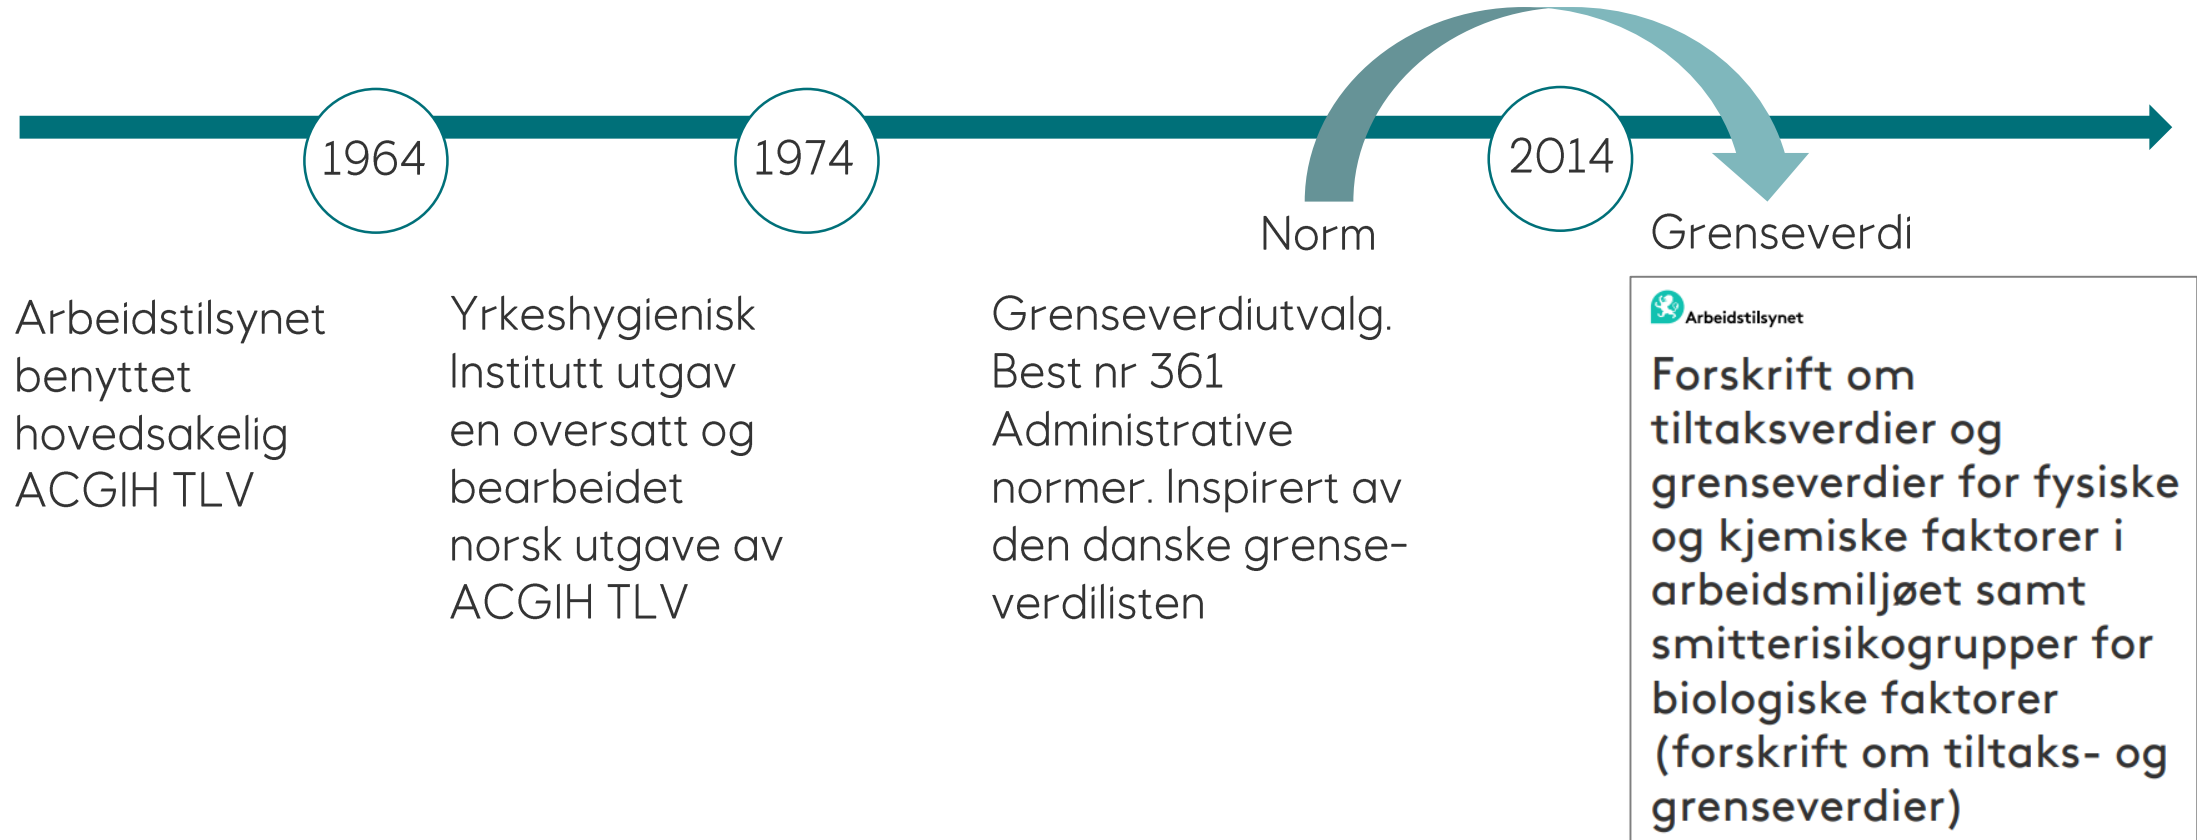 1964
1974
2014
Norm
Grenseverdi
Arbeidstilsynet
benyttet
hovedsakelig
ACGIH TLV
Yrkeshygienisk
Institutt utgav
en oversatt og
bearbeidet
norsk utgave av
ACGIH TLV
Grenseverdiutvalg.
Best nr 361
Administrative
normer. Inspirert av
den danske grense-
verdilisten
Arbeidstilsynet
Forskrift om
tiltaksverdier og
grenseverdier for fysiske
og kjemiske faktorer i
arbeidsmiljøet samt
smitterisikogrupper for
biologiske faktorer
(forskrift om tiltaks- og
grenseverdier)